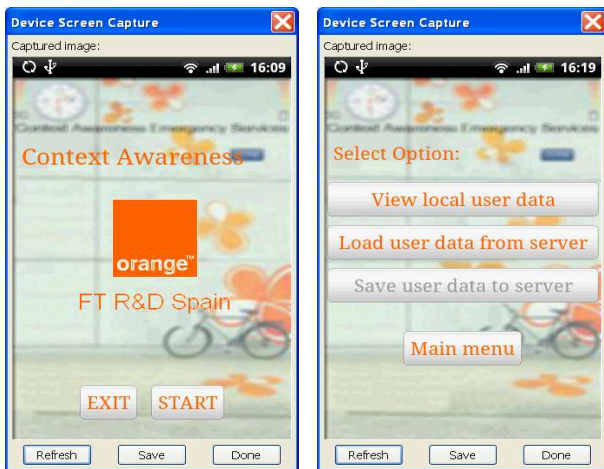 Device Screen Capture
Captured image:
16:09
Context Awareness Emergency Services
Context Awareness
orange™
FT R&D Spain
EXIT
START
Refresh
Save
Done
Device Screen Capture
Captured image:
16:19
Context Awareness Emergency Services
Select Option:
View local user data
Load user data from server
Save user data to server
Main menu
Refresh
Save
Done